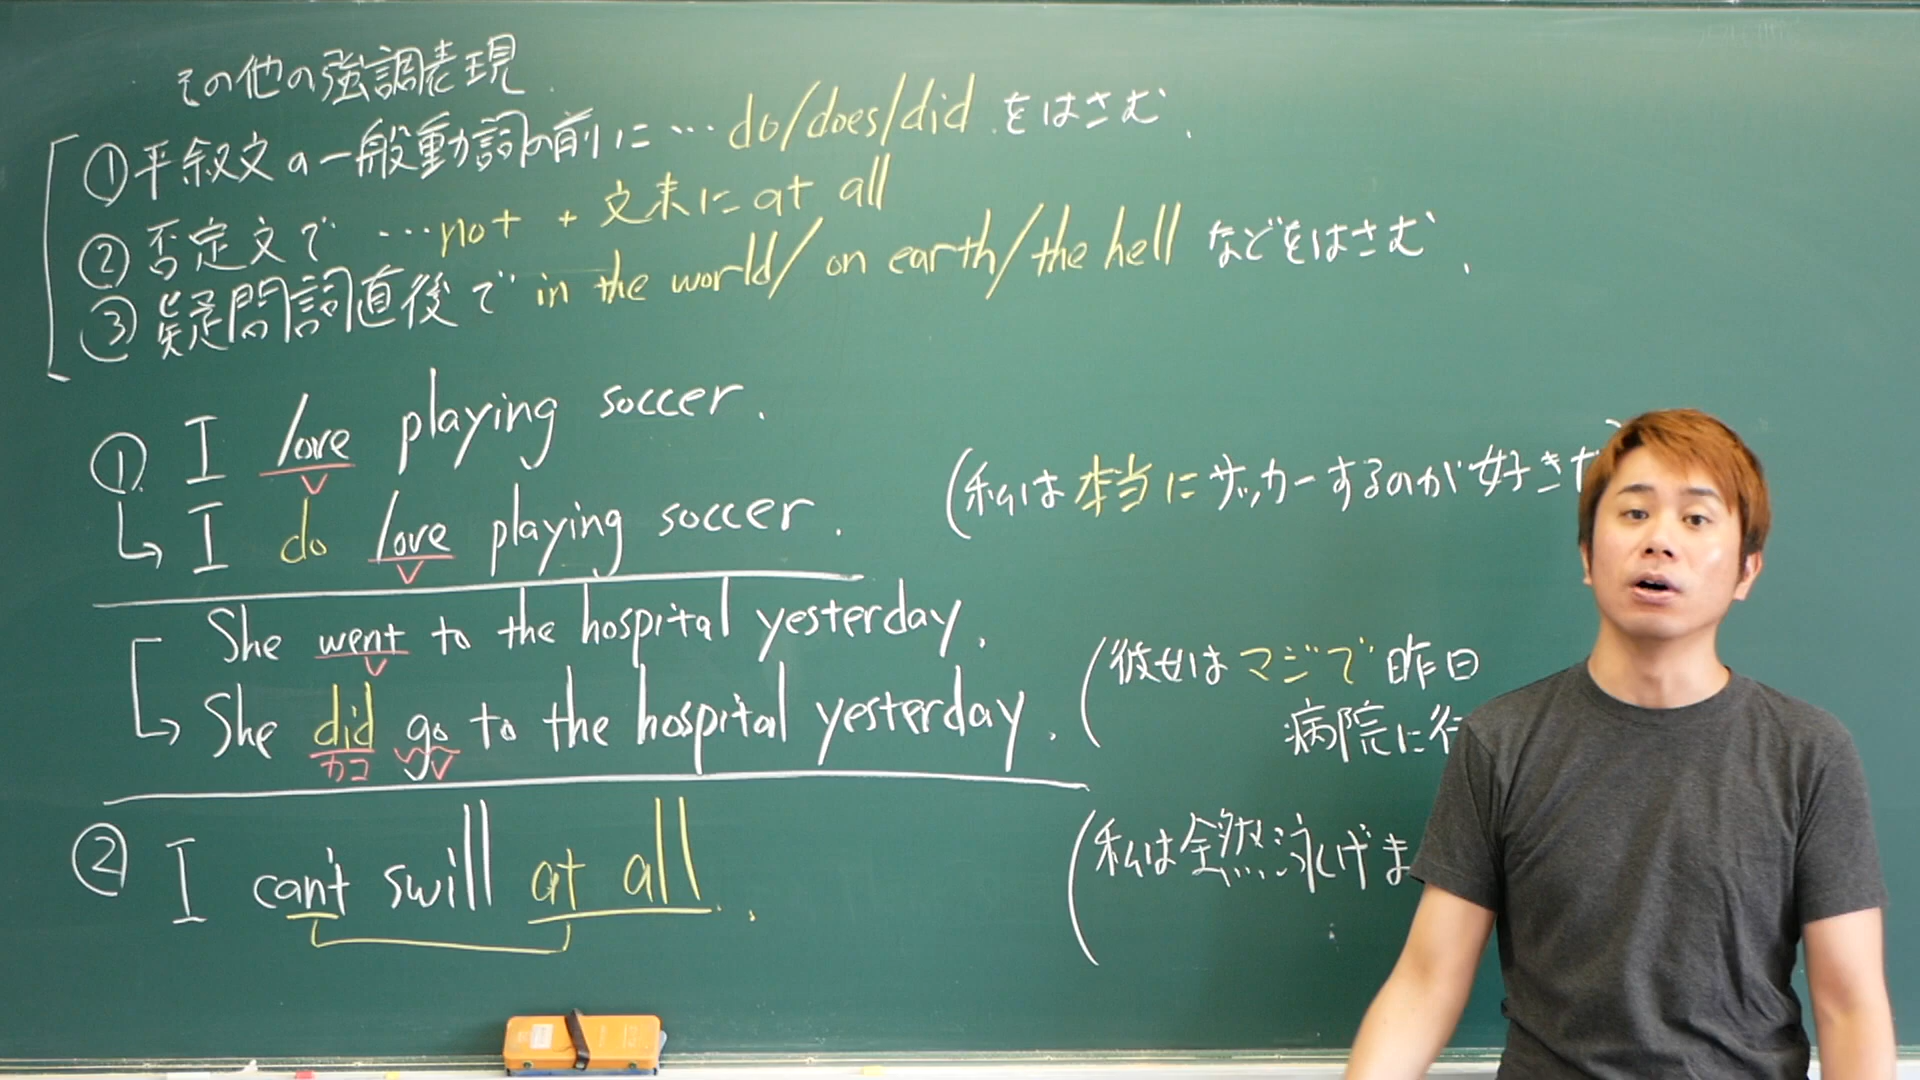 その他の強調表現.
①平叙文の一般動詞の前に…do/does/did をはさむ.
②否定文で …not + 文末に at all
③疑問詞直後で in the world/on earth/the hell などをはさむ.
① I love playing soccer.
V
→ I do love playing soccer. (私は本当にサッカーするのが好きだ
V
She went to the hospital yesterday.
V
(彼女はマジで昨日
→ She did go to the hospital yesterday. 病院に行
カコ V
② I can't swill at all. (私は全然泳げま